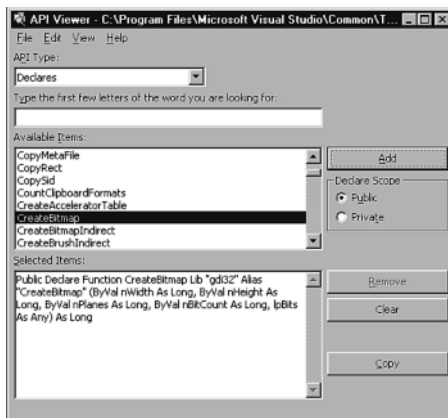 API Viewer - C:\Program Files\Microsoft Visual Studio\Common\T...
File Edit View Help
API Type:
Declares
Type the first few letters of the word you are looking for:
Available Items:
CopyMetaFile
CopyRect
CopySid
CountClipboardFormats
CreateAcceleratorTable
CreateBitmap
CreateBitmapIndirect
CreateBrushIndirect
Add
Declare Scope
Public
Private
Selected Items:
Public Declare Function CreateBitmap Lib "gdi32" Alias
"CreateBitmap" (ByVal nWidth As Long, ByVal nHeight As
Long, ByVal nPlanes As Long, ByVal nBitCount As Long, lpBits
As Any) As Long
Remove
Clear
Copy